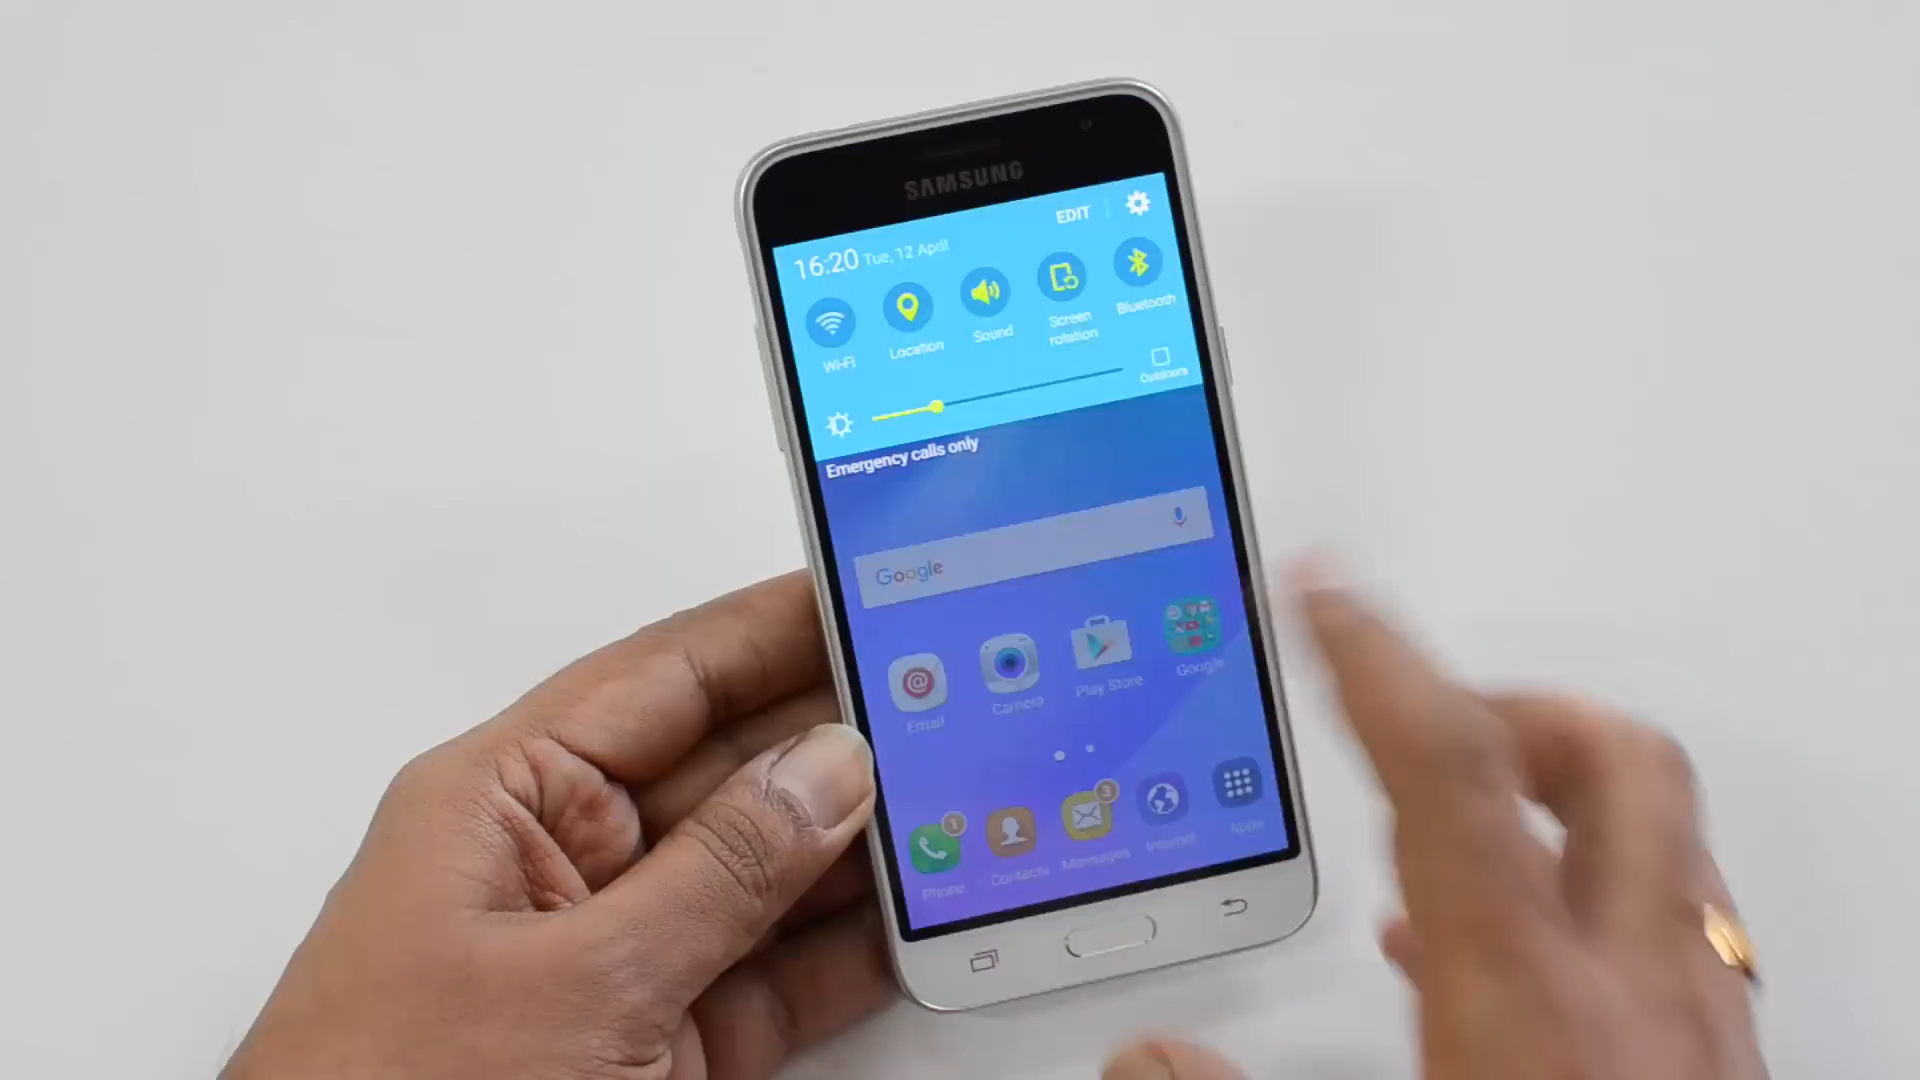 SAMSUNG
EDIT
16:20 Tue, 12 April
Wi-Fi
Location
Sound
Screen
rotation
Bluetooth
Outdoors
Emergency calls only
Google
Email
Camera
Play Store
Google
1
3
Phone
Contacts
Messages
Internet
Apps